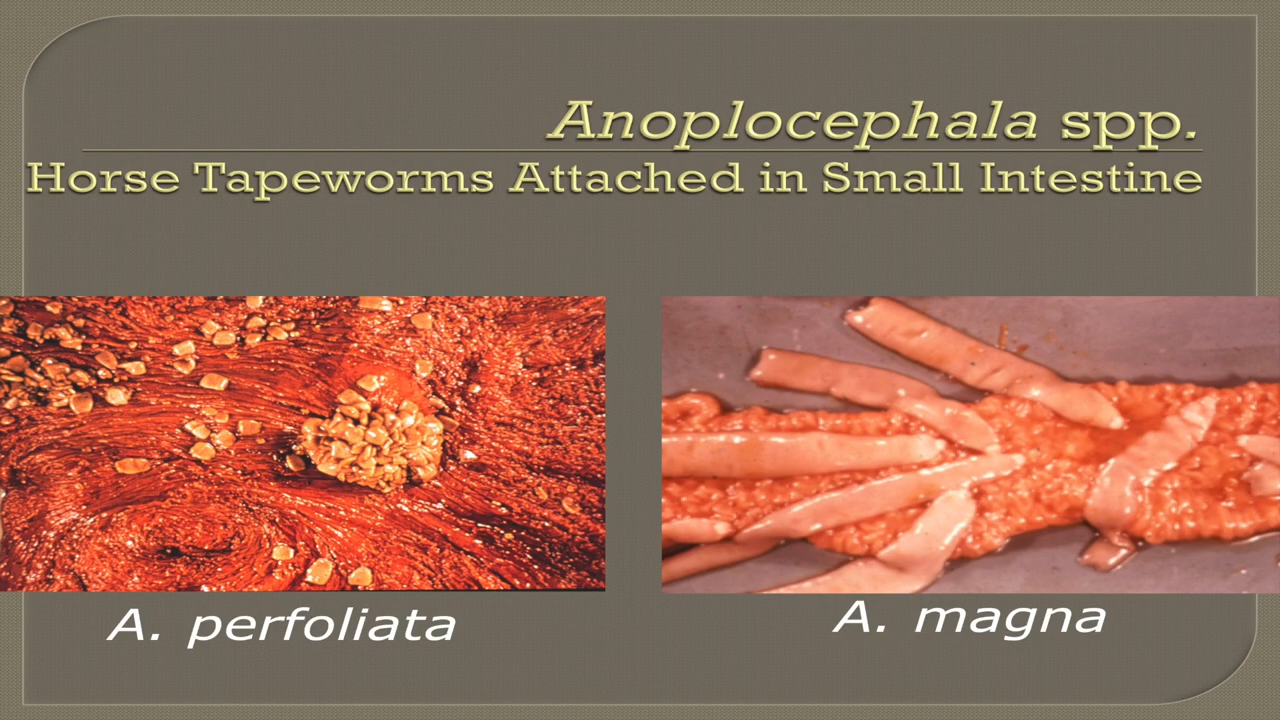 Anoplocephala spp.
Horse Tapeworms Attached in Small Intestine
A. perfoliata
A. magna